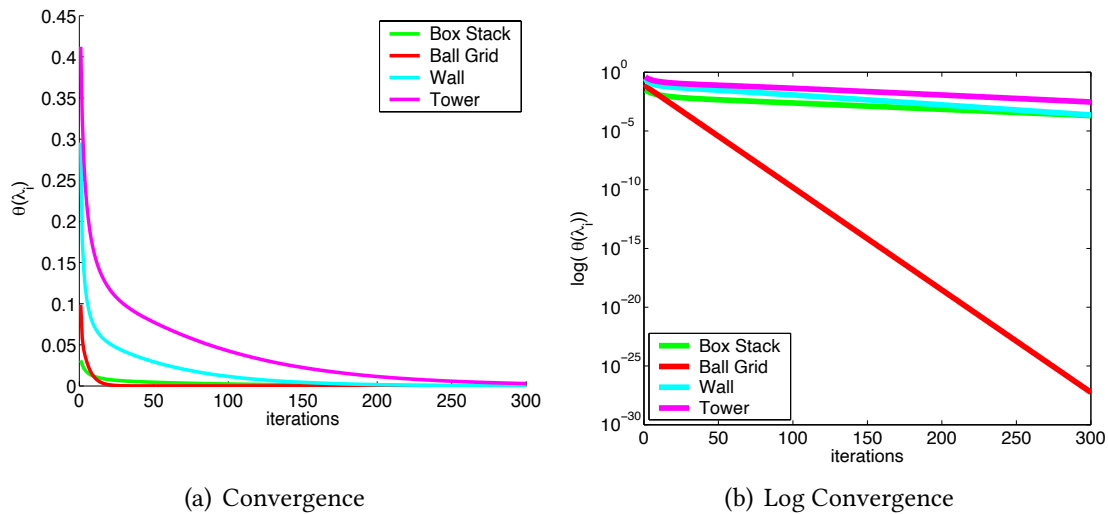 0.45
0.4
0.35
0.3
0.25
0.2
0.15
0.1
0.05
0
θ(λi)
0 50 100 150 200 250 300
iterations
Box Stack
Ball Grid
Wall
Tower
(a) Convergence
10^0
10^-5
10^-10
10^-15
10^-20
10^-25
10^-30
log( θ(λi))
Box Stack
Ball Grid
Wall
Tower
0 50 100 150 200 250 300
iterations
(b) Log Convergence